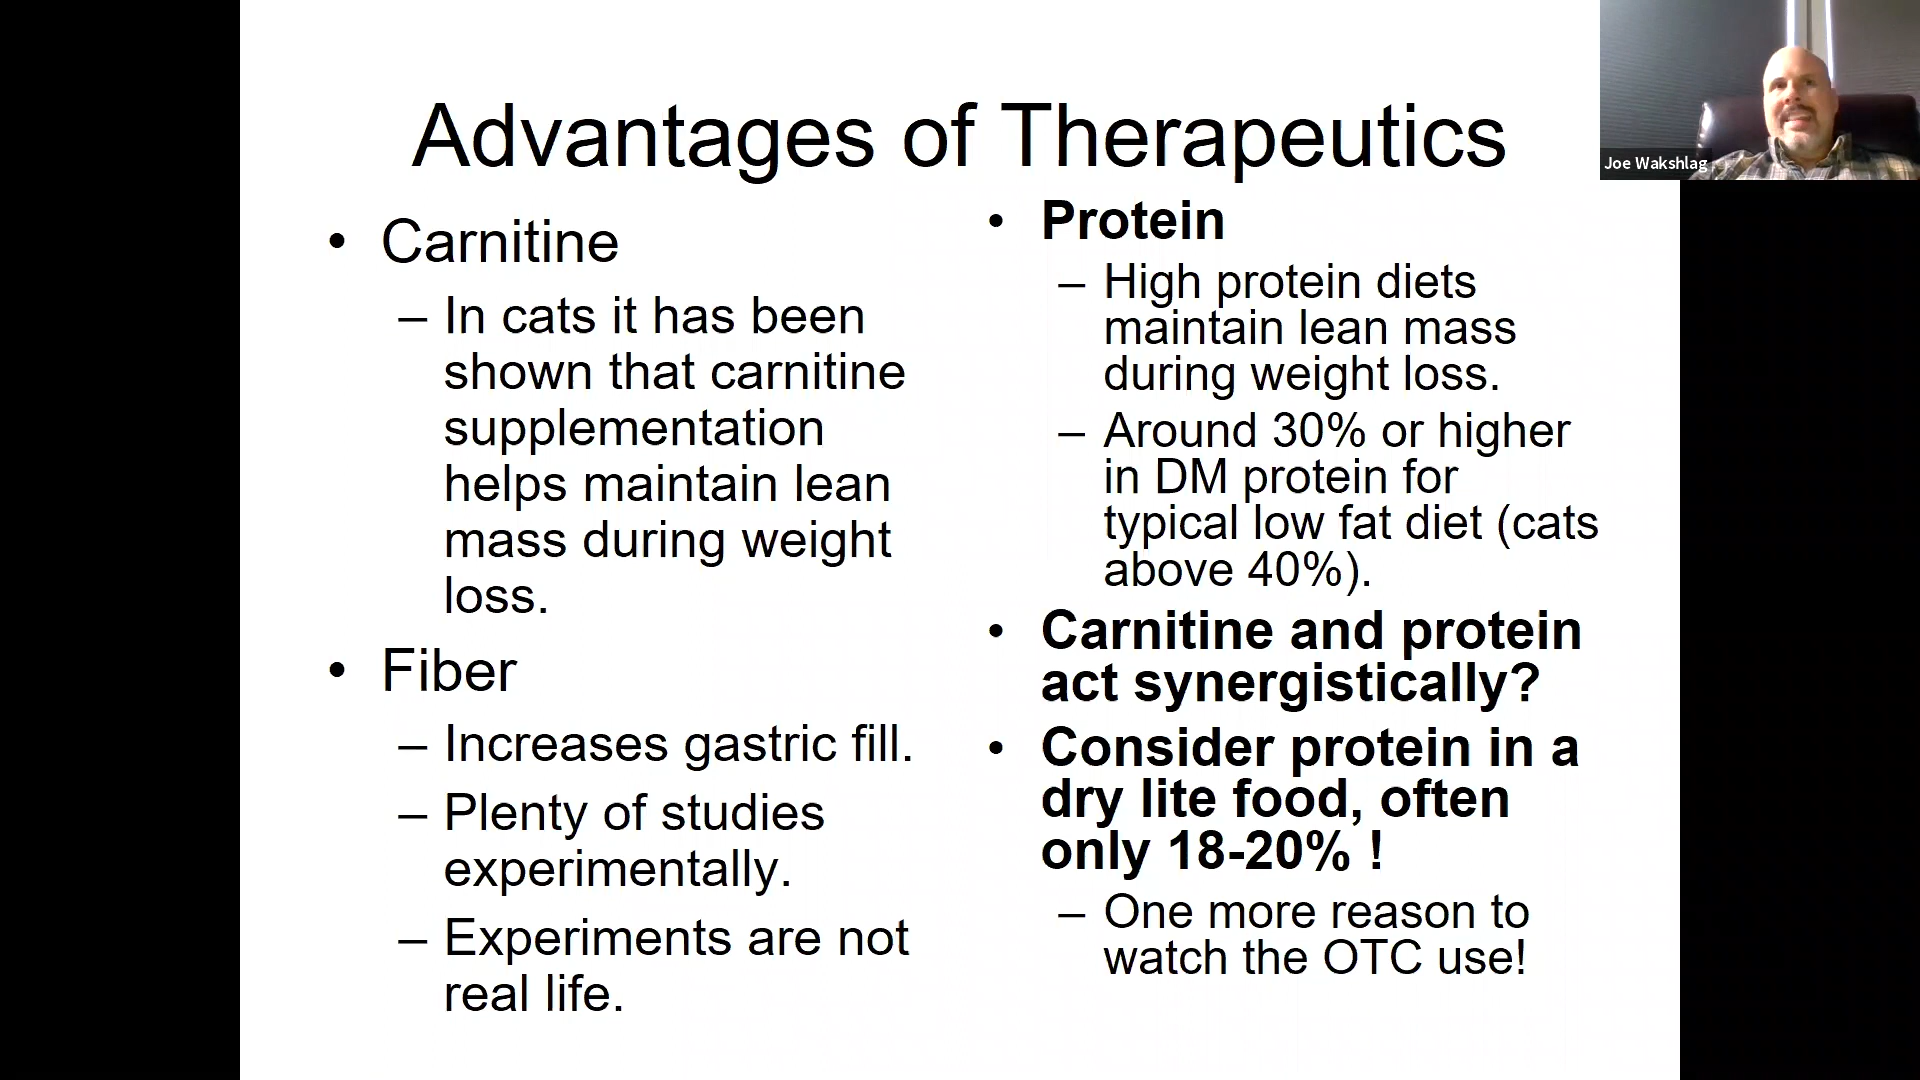 Advantages of Therapeutics
• Carnitine
– In cats it has been
shown that carnitine
supplementation
helps maintain lean
mass during weight
loss.
• Fiber
– Increases gastric fill.
– Plenty of studies
experimentally.
– Experiments are not
real life.
• Protein
– High protein diets
maintain lean mass
during weight loss.
– Around 30% or higher
in DM protein for
typical low fat diet (cats
above 40%).
• Carnitine and protein
act synergistically?
• Consider protein in a
dry lite food, often
only 18-20% !
– One more reason to
watch the OTC use!
Joe Wakshlag